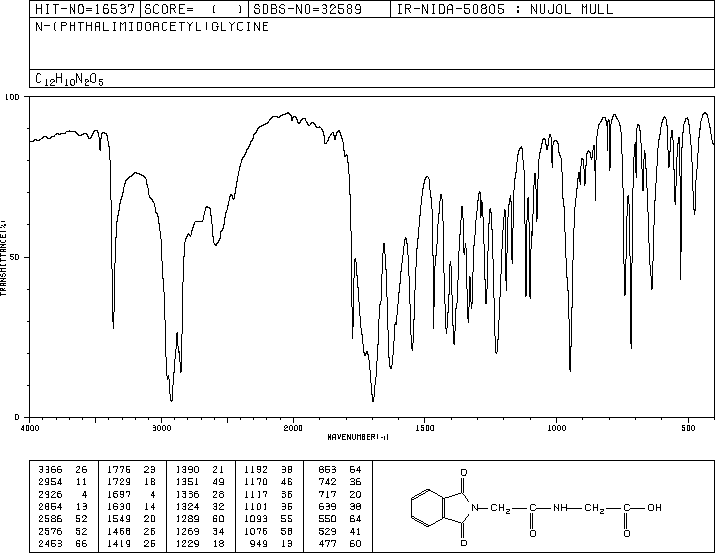 HIT-NO=16537 SCORE= ( ) SDBS-NO=32589 IR-NIDA-50805 : NUJOL MULL
N-(PHTHALIMIDOACETYL)GLYCINE
C12H10N2O5
100
50
0
TRANSMITTANCE(%)
4000 3000 2000 1500 1000 500
WAVENUMBER(-1)
3366 26 1776 23 1390 21 1192 38 853 64
2954 11 1729 18 1351 49 1170 46 742 36
2926 4 1697 4 1336 28 1117 36 717 20
2854 13 1630 14 1324 32 1101 36 639 38
2586 52 1549 20 1289 60 1093 55 550 64
2576 52 1468 26 1269 34 1076 58 529 41
2463 66 1419 25 1229 18 949 13 477 60
O
N CH2 C NH CH2 C OH
O O O